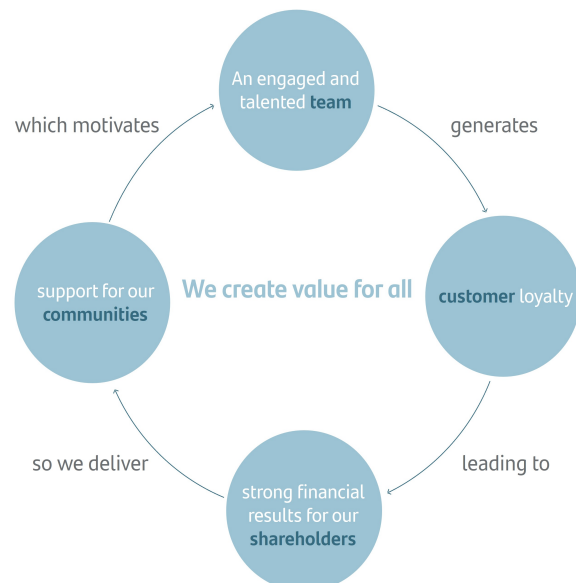 An engaged and
talented team
generates
customer loyalty
leading to
strong financial
results for our
shareholders
so we deliver
support for our
communities
which motivates
We create value for all